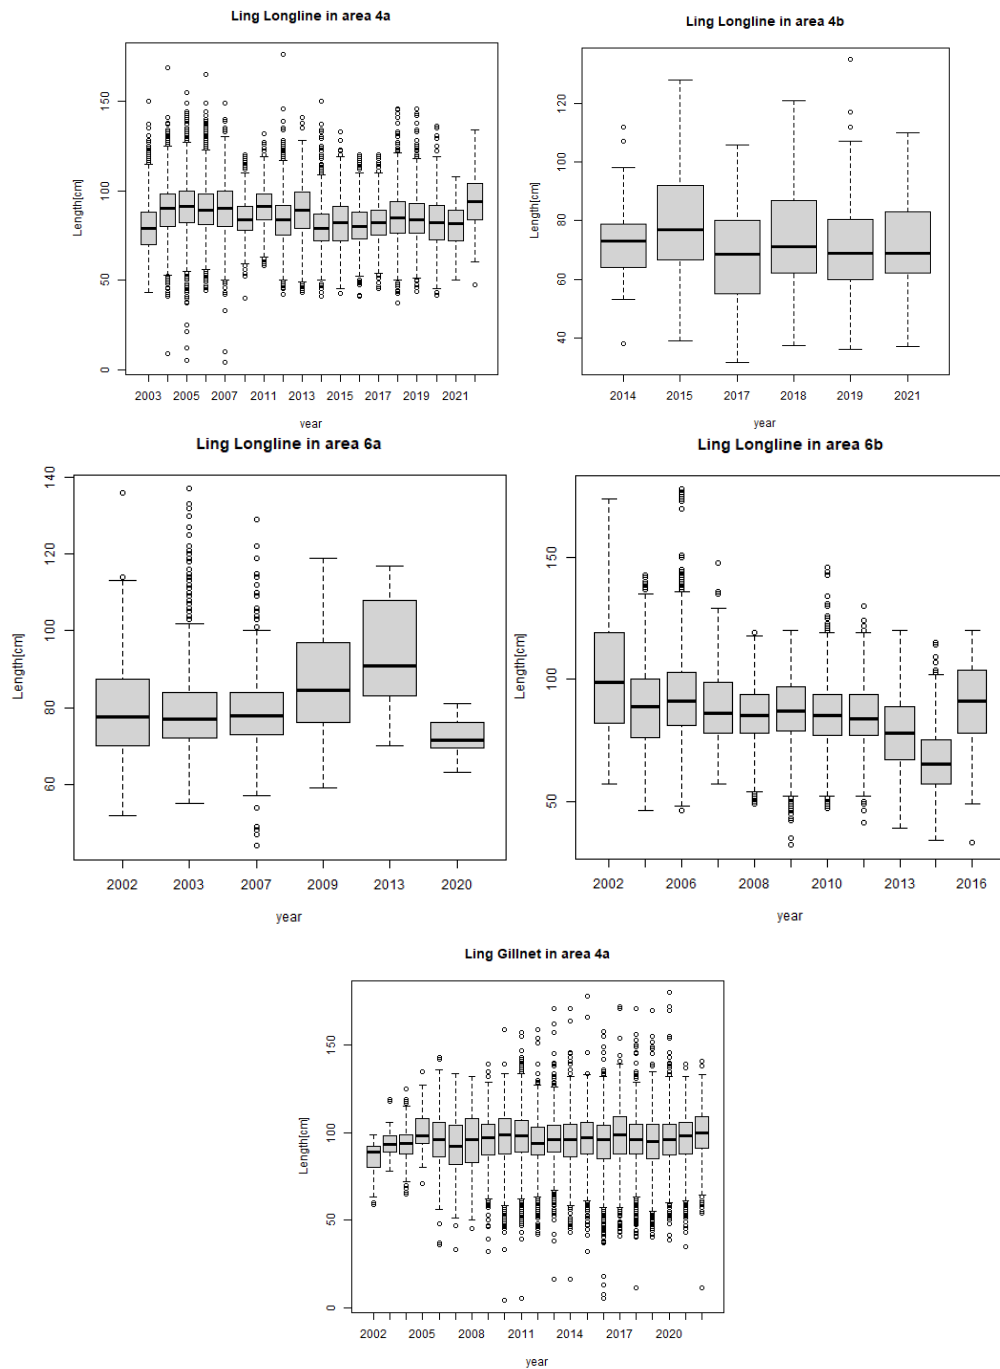 Ling Longline in area 4a
Length[cm]
150
100
50
0
2003 2005 2007 2011 2013 2015 2017 2019 2021
year
Ling Longline in area 4b
Length[cm]
120
100
80
60
40
2014 2015 2017 2018 2019 2021
year
Ling Longline in area 6a
Length[cm]
140
120
100
80
60
2002 2003 2007 2009 2013 2020
year
Ling Longline in area 6b
Length[cm]
150
100
50
2002 2006 2008 2010 2013 2016
year
Ling Gillnet in area 4a
Length[cm]
150
100
50
0
2002 2005 2008 2011 2014 2017 2020
year